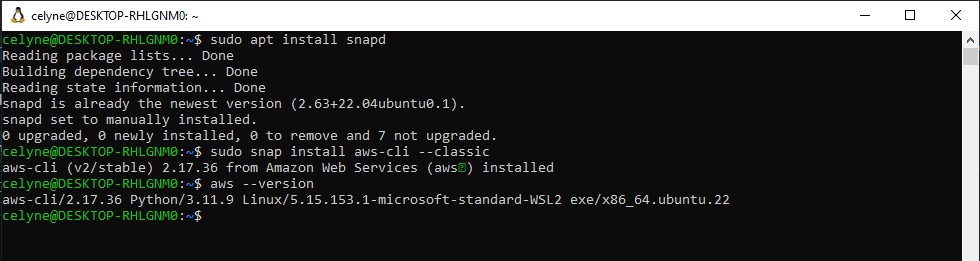 celyne@DESKTOP-RHLGNM0: ~
celyne@DESKTOP-RHLGNM0:~$ sudo apt install snapd
Reading package lists... Done
Building dependency tree... Done
Reading state information... Done
snapd is already the newest version (2.63+22.04ubuntu0.1).
snapd set to manually installed.
0 upgraded, 0 newly installed, 0 to remove and 7 not upgraded.
celyne@DESKTOP-RHLGNM0:~$ sudo snap install aws-cli --classic
aws-cli (v2/stable) 2.17.36 from Amazon Web Services (aws) installed
celyne@DESKTOP-RHLGNM0:~$ aws --version
aws-cli/2.17.36 Python/3.11.9 Linux/5.15.153.1-microsoft-standard-WSL2 exe/x86_64.ubuntu.22
celyne@DESKTOP-RHLGNM0:~$